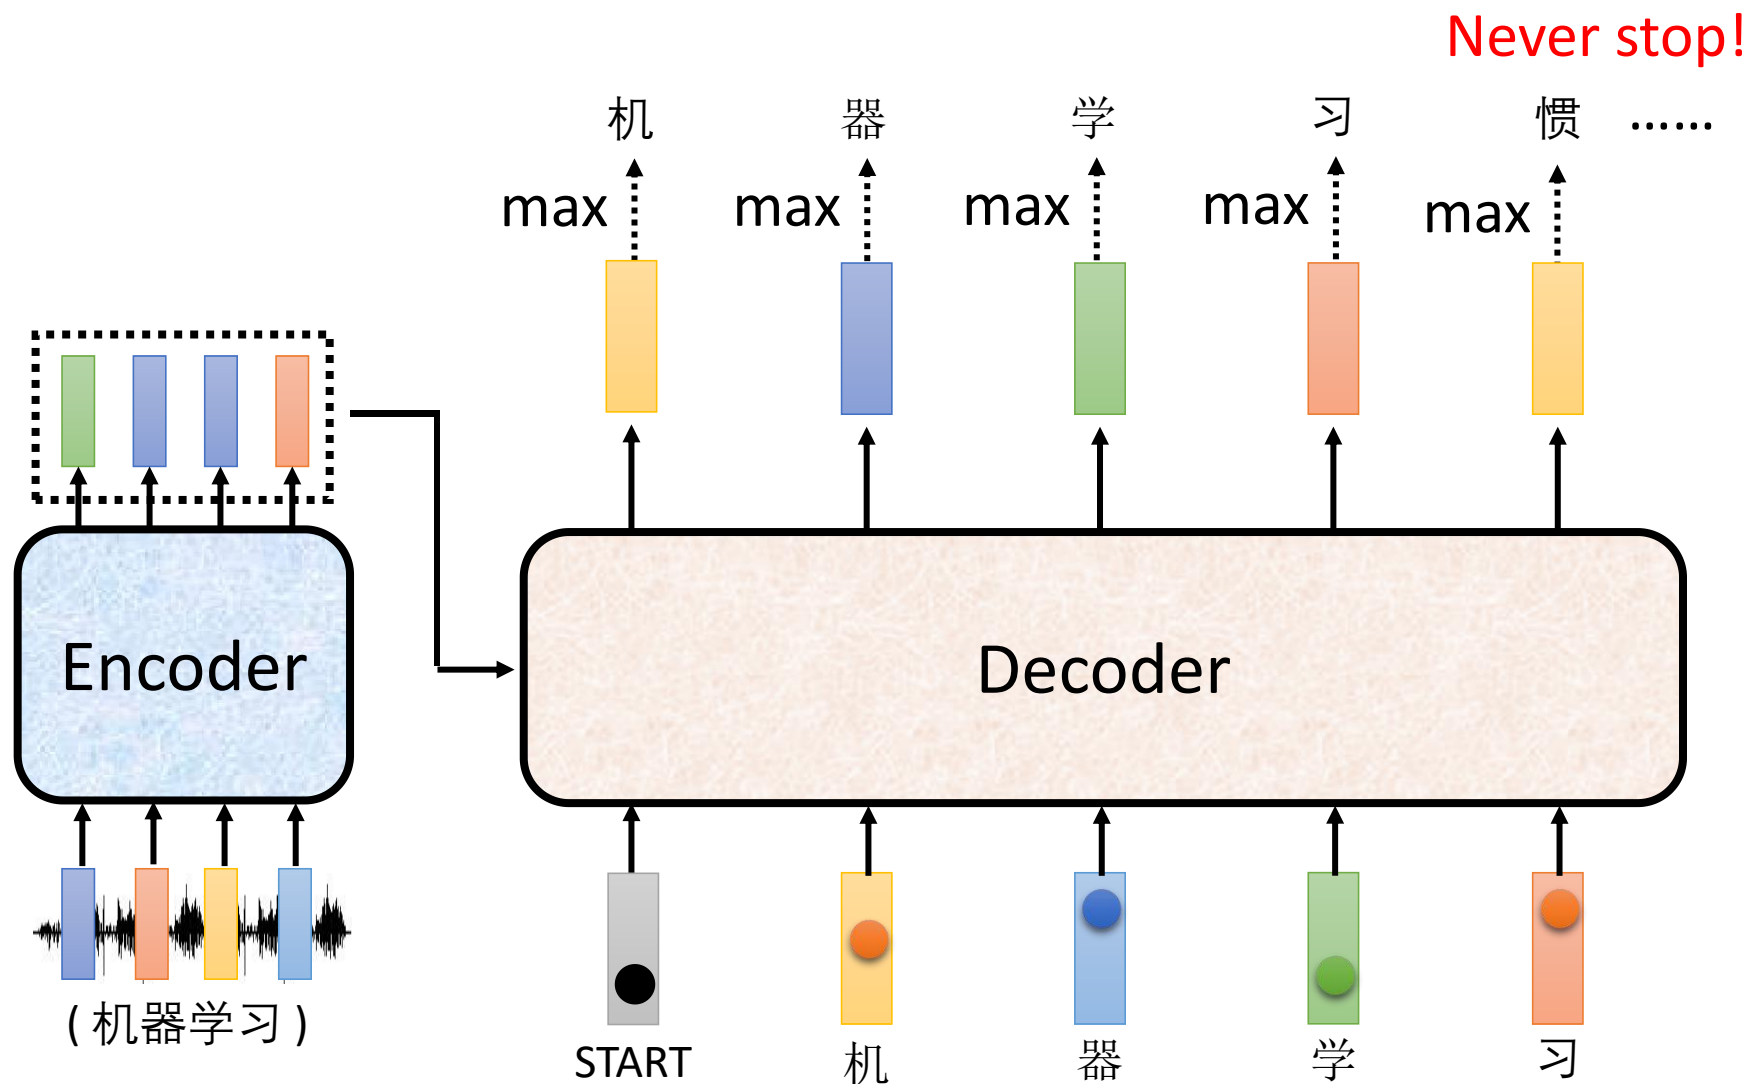 Never stop!
机 器 学 习 惯 ......
max max max max max
Encoder
Decoder
(机器学习)
START 机 器 学 习